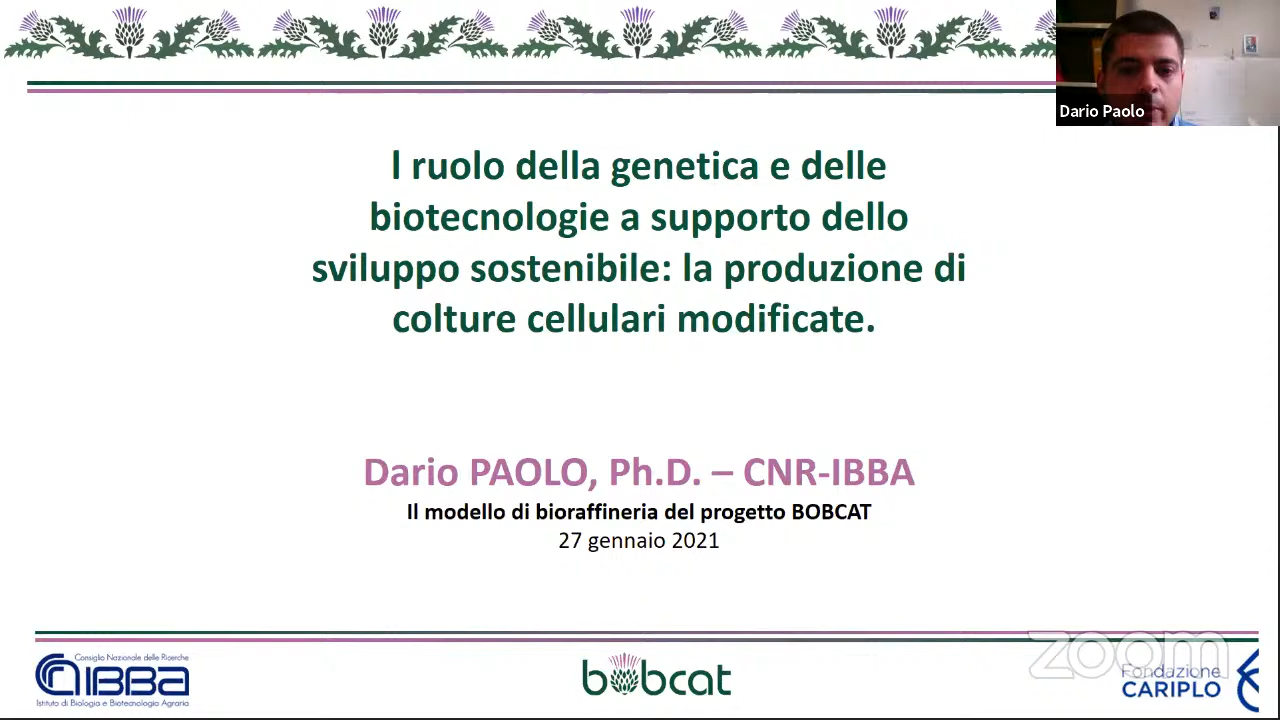 Dario Paolo
l ruolo della genetica e delle
biotecnologie a supporto dello
sviluppo sostenibile: la produzione di
colture cellulari modificate.
Dario PAOLO, Ph.D. – CNR-IBBA
Il modello di bioraffineria del progetto BOBCAT
27 gennaio 2021
Consiglio Nazionale delle Ricerche
IBBA
Istituto di Biologia e Biotecnologia Agraria
bobcat
zoom
Fondazione
CARIPLO